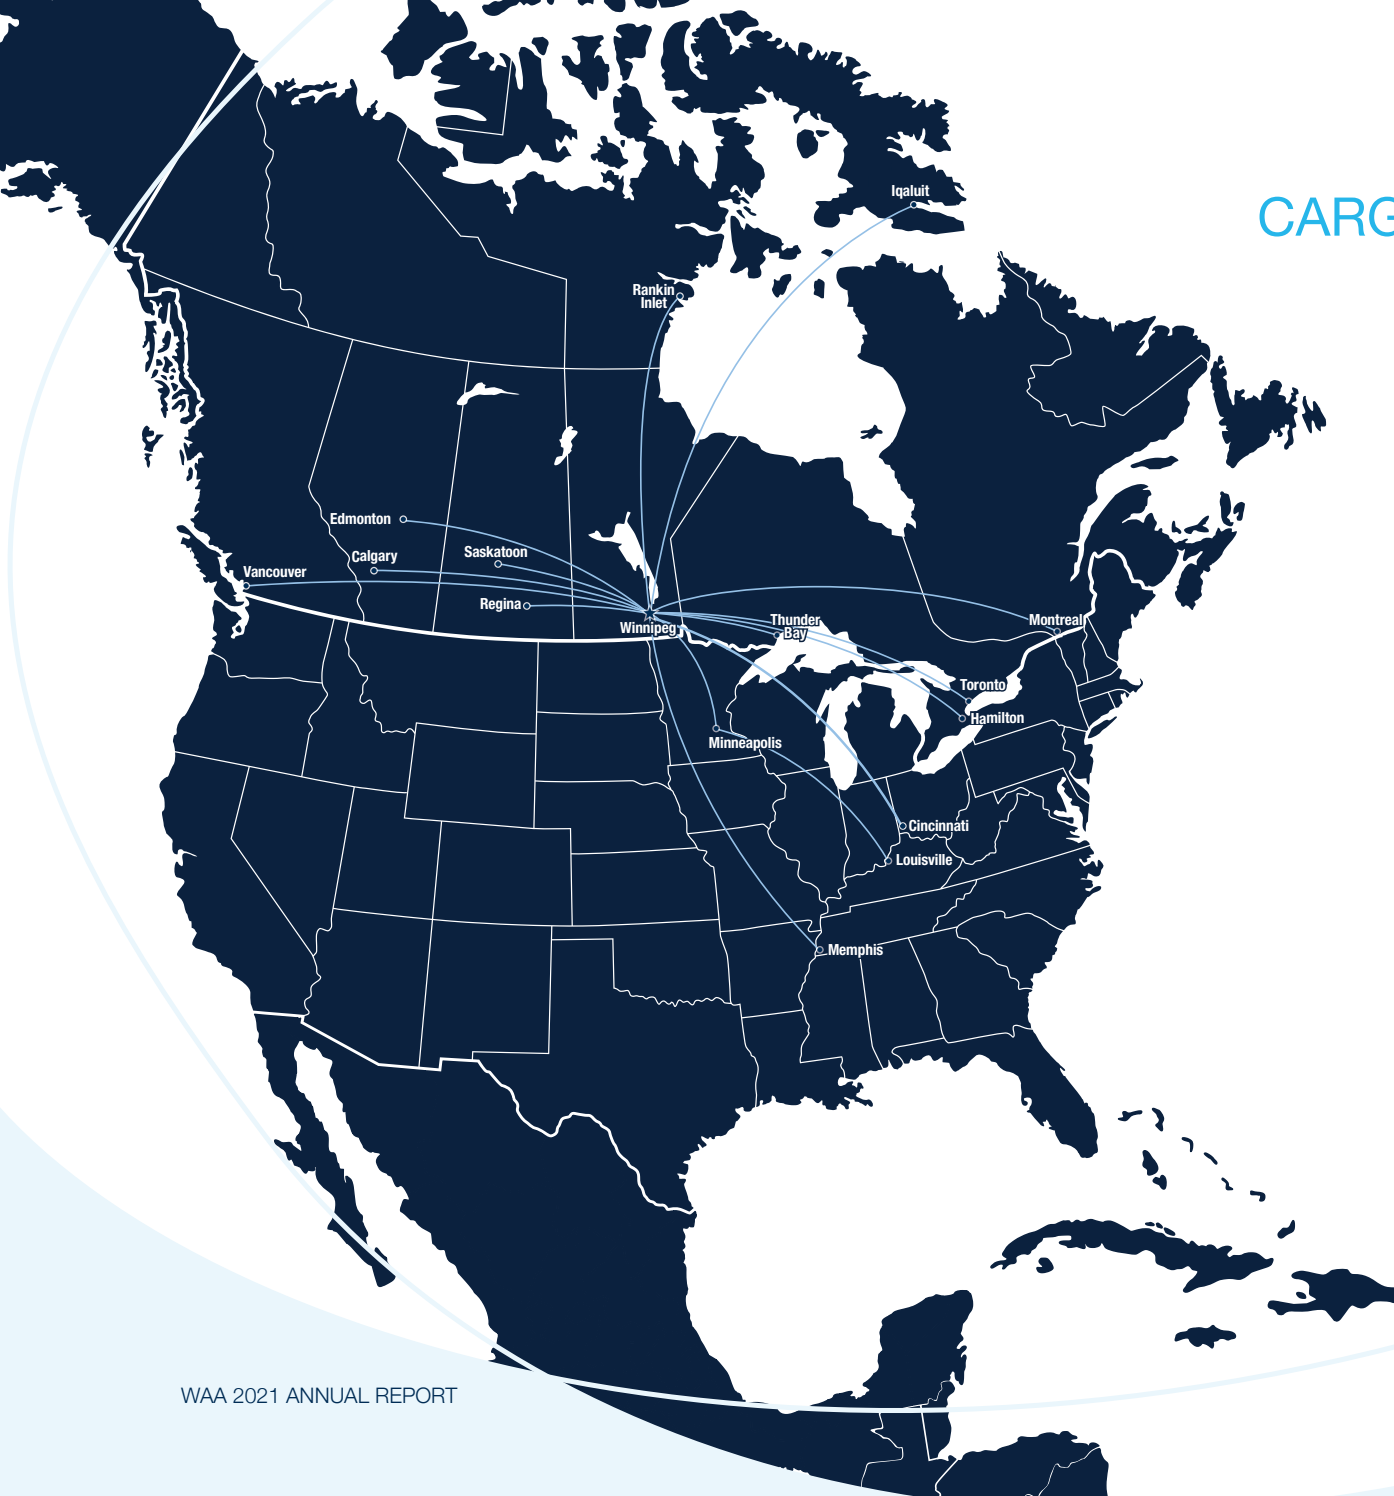 Iqaluit
CARG
Rankin
Inlet
Edmonton
Saskatoon
Calgary
Vancouver
Regina
Winnipeg
Thunder
Bay
Montreal
Toronto
Hamilton
Minneapolis
Cincinnati
Louisville
Memphis
WAA 2021 ANNUAL REPORT